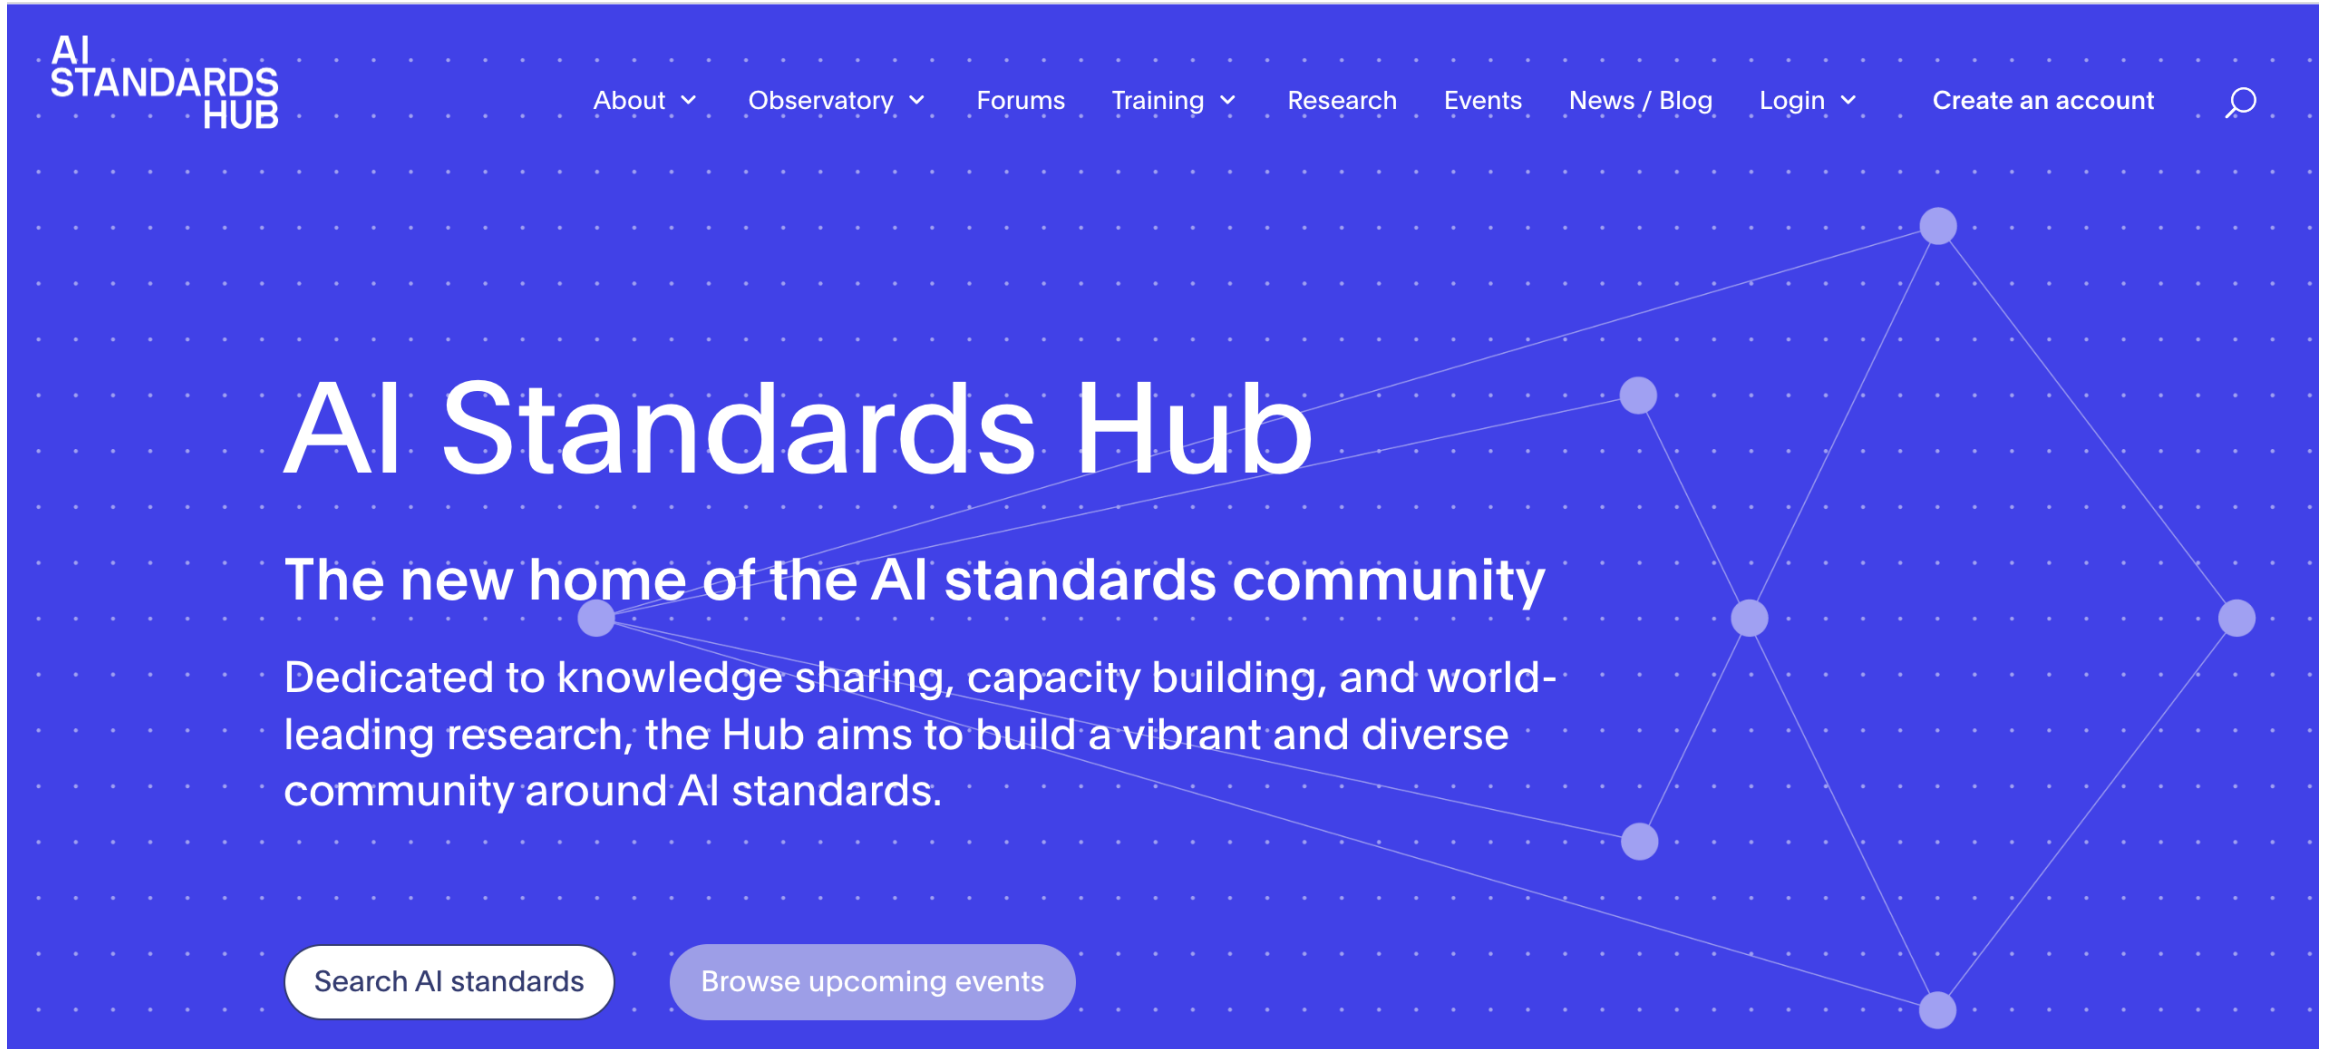 AI
STANDARDS
HUB
About
Observatory
Forums
Training
Research
Events
News / Blog
Login
Create an account
AI Standards Hub
The new home of the AI standards community
Dedicated to knowledge sharing, capacity building, and world-
leading research, the Hub aims to build a vibrant and diverse
community around AI standards.
Search AI standards
Browse upcoming events